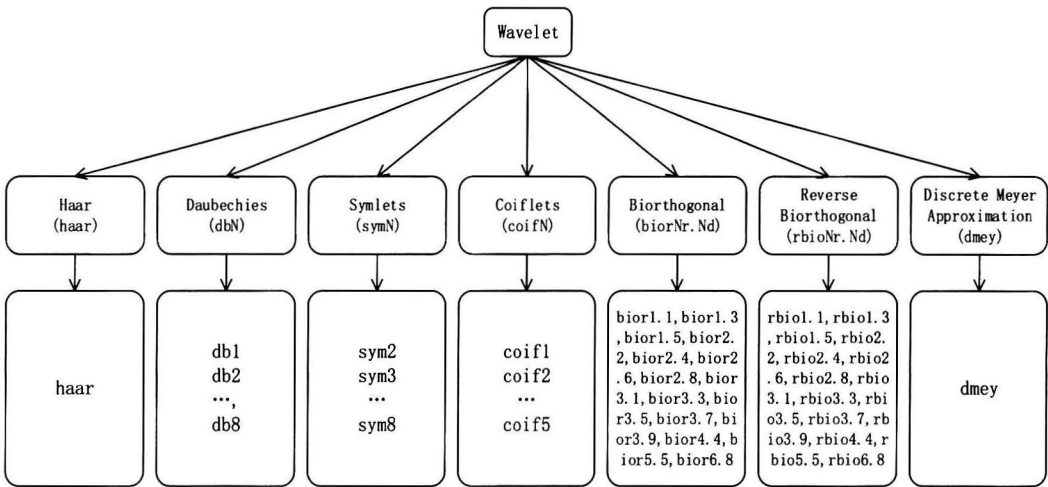 Wavelet
Haar
(haar)
Daubechies
(dbN)
Symlets
(symN)
Coiflets
(coifN)
Biorthogonal
(biorNr.Nd)
Reverse
Biorthogonal
(rbioNr.Nd)
Discrete Meyer
Approximation
(dmey)
haar
db1
db2
…,
db8
sym2
sym3
…
sym8
coif1
coif2
…
coif5
bior1.1, bior1.3
, bior1.5, bior2.
2, bior2.4, bior2
.6, bior2.8, bior
3.1, bior3.3, bio
r3.5, bior3.7, bi
or3.9, bior4.4, b
ior5.5, bior6.8
rbio1.1, rbio1.3
, rbio1.5, rbio2.
2, rbio2.4, rbio2
.6, rbio2.8, rbio
3.1, rbio3.3, rbi
o3.5, rbio3.7, rb
io3.9, rbio4.4, r
bio5.5, rbio6.8
dmey